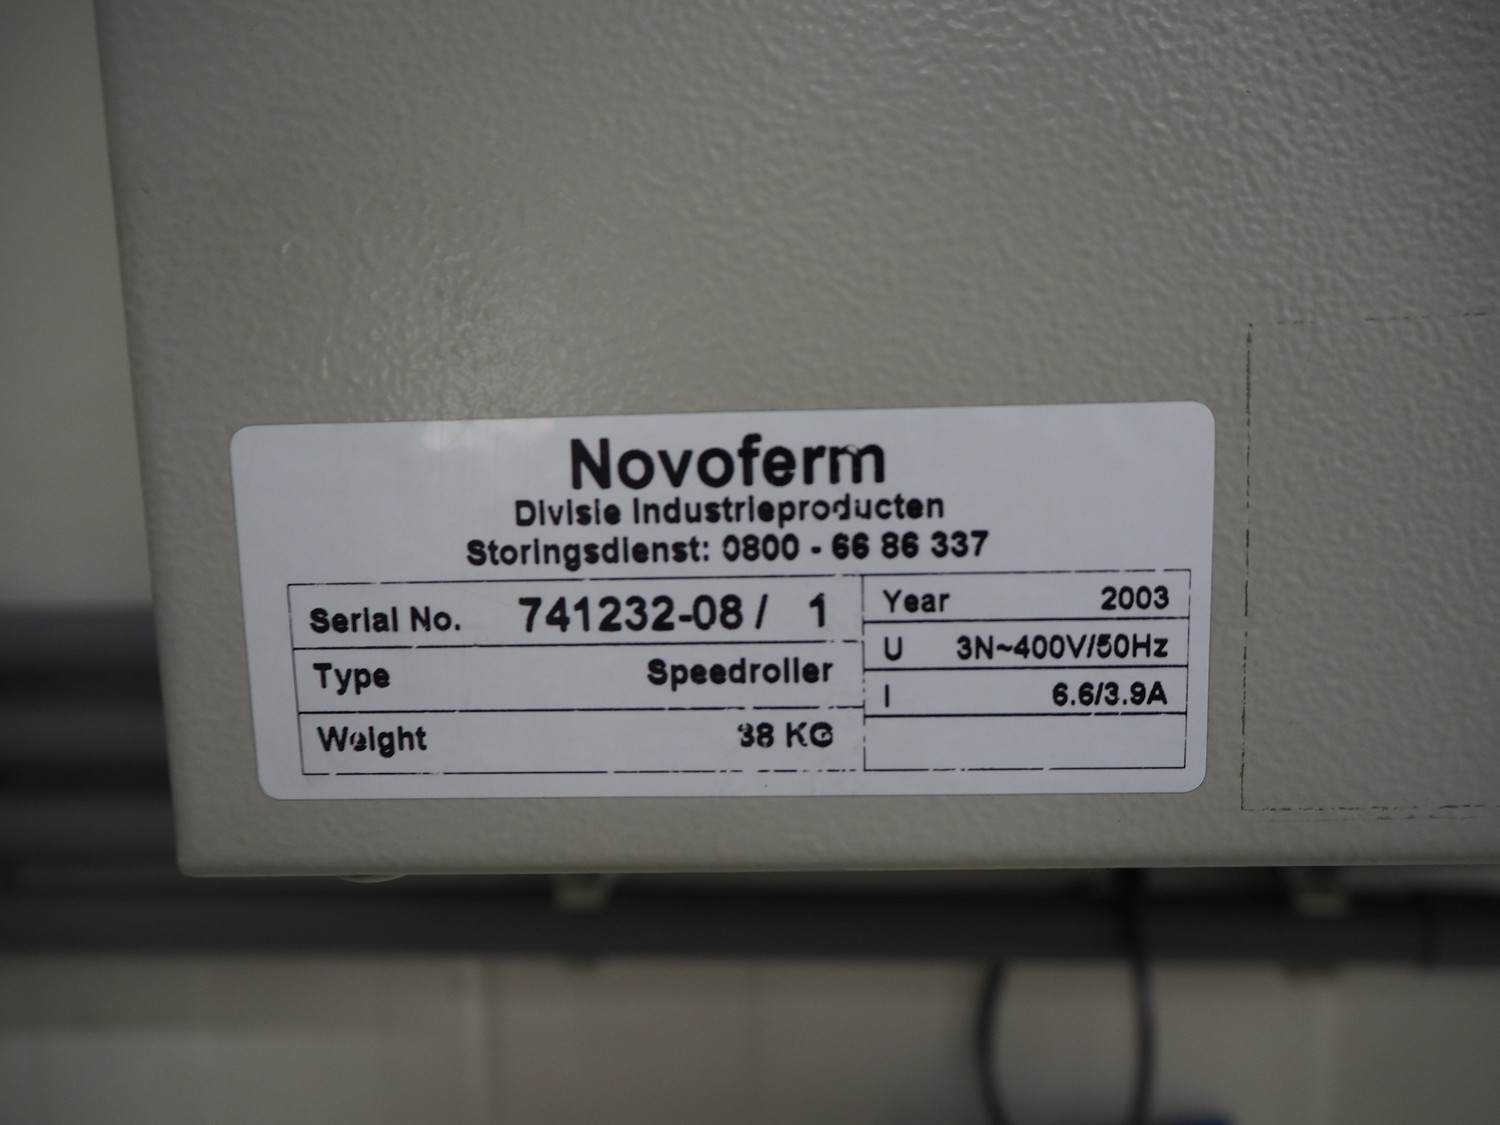 Novoferm
Divisie Industrieproducten
Storingsdienst: 0800 - 66 86 337
Serial No. 741232-08 / 1
Type Speedroller
Weight 38 KG
Year 2003
U 3N~400V/50Hz
I 6.6/3.9A